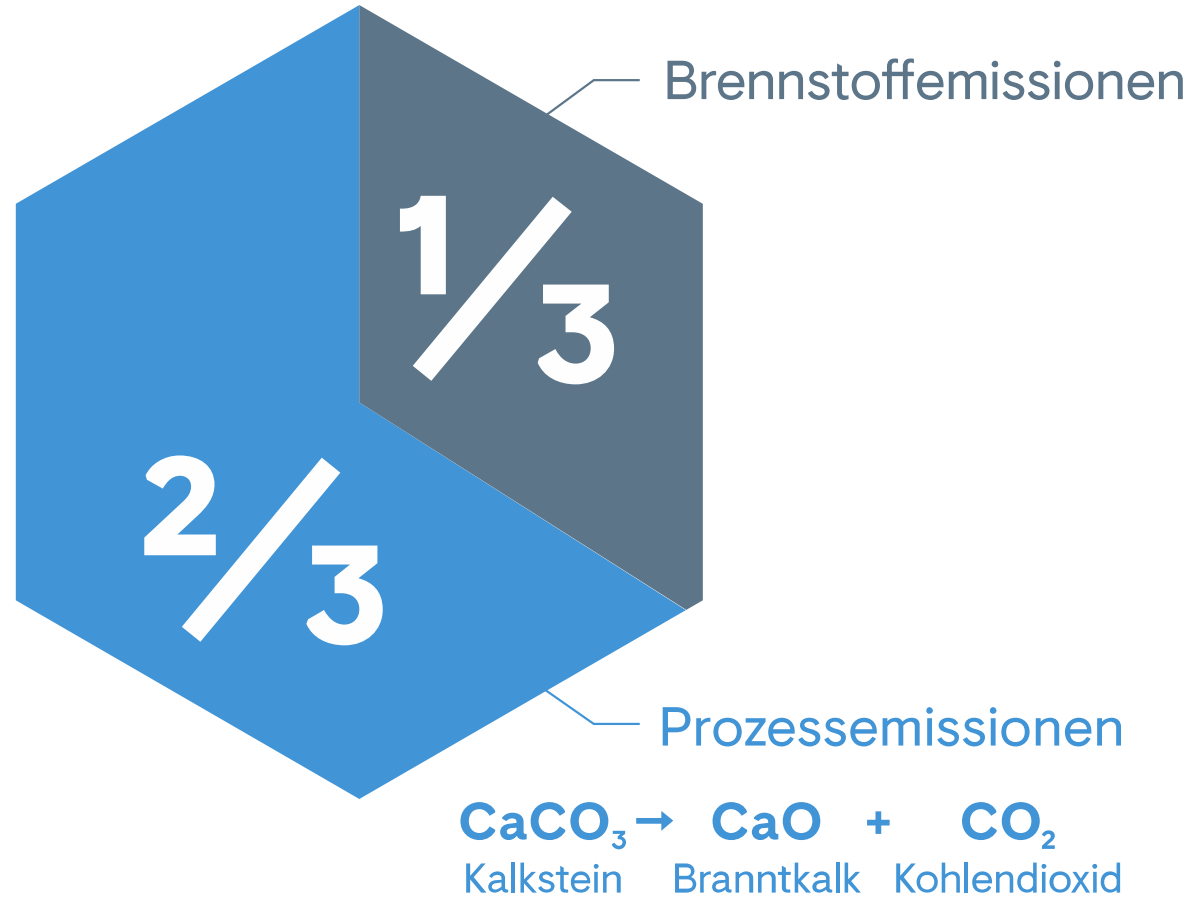 Brennstoffemissionen
1/3
2/3
Prozessemissionen
CaCO₃ → CaO + CO₂
Kalkstein Branntkalk Kohlendioxid